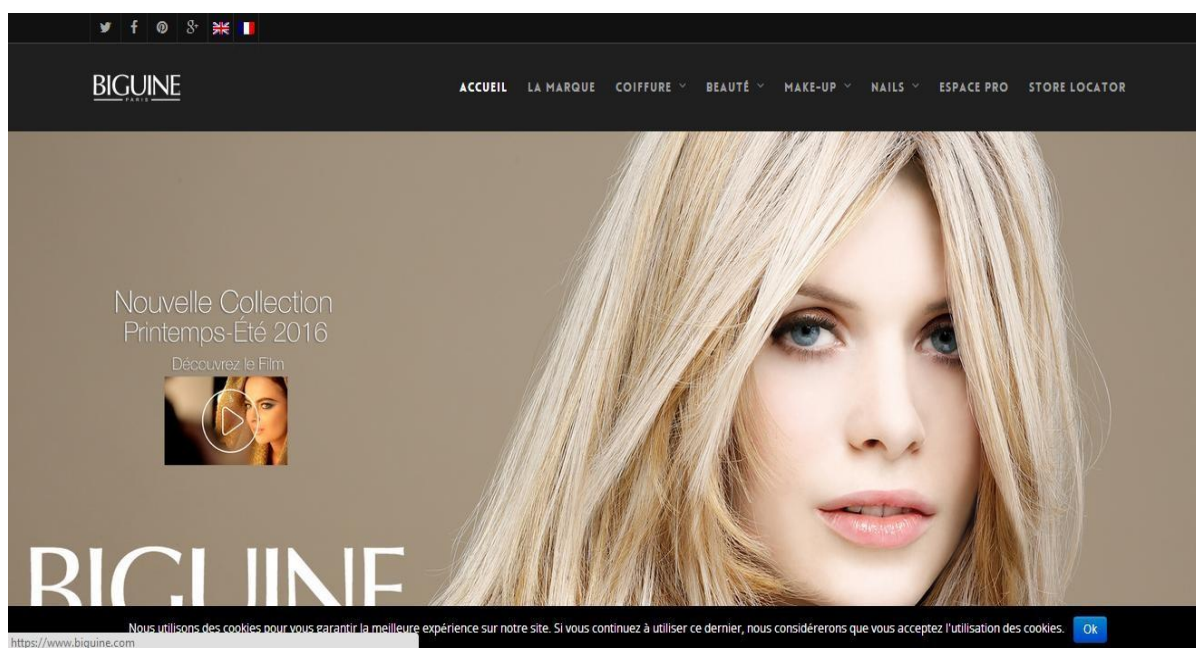 BIGUINE
PARIS
ACCUEIL LA MARQUE COIFFURE BEAUTÉ MAKE-UP NAILS ESPACE PRO STORE LOCATOR
Nouvelle Collection
Printemps-Été 2016
Découvrez le Film
BIGUINE
Nous utilisons des cookies pour vous garantir la meilleure expérience sur notre site. Si vous continuez à utiliser ce dernier, nous considérerons que vous acceptez l'utilisation des cookies. Ok
https://www.biguine.com